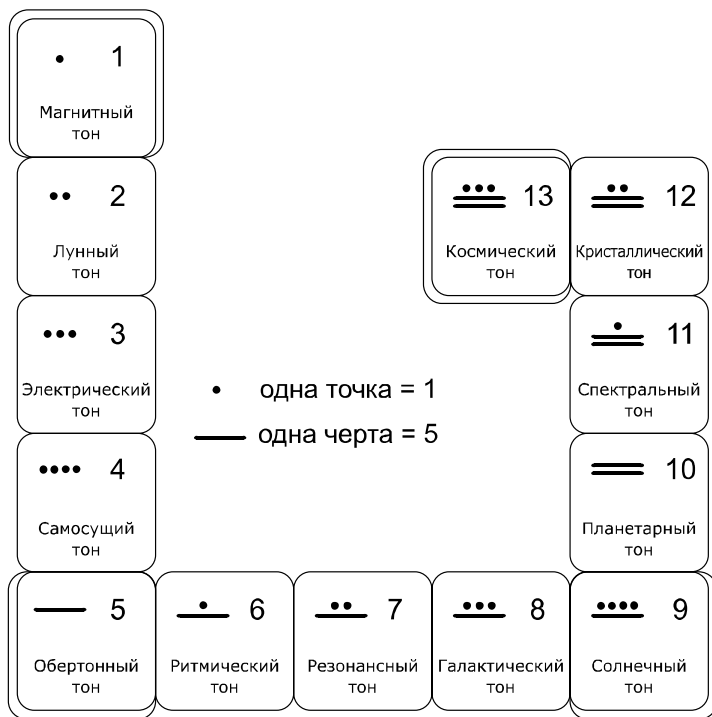 1
Магнитный
тон
2
Лунный
тон
3
Электрический
тон
4
Самосущий
тон
5
Обертонный
тон
6
Ритмический
тон
7
Резонансный
тон
8
Галактический
тон
9
Солнечный
тон
10
Планетарный
тон
11
Спектральный
тон
12
Кристаллический
тон
13
Космический
тон
одна точка = 1
одна черта = 5